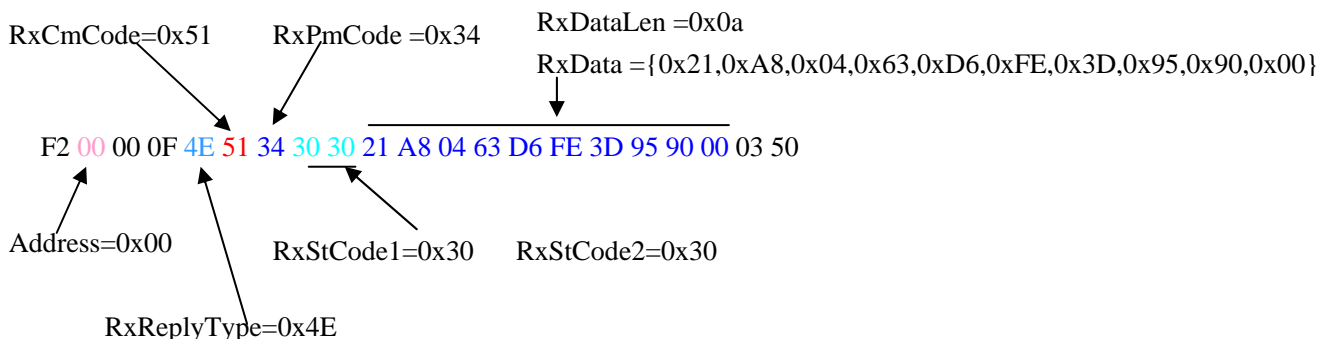 RxDataLen =0x0a
RxCmCode=0x51 RxPmCode =0x34
RxData ={0x21,0xA8,0x04,0x63,0xD6,0xFE,0x3D,0x95,0x90,0x00}
F2 00 00 0F 4E 51 34 30 30 21 A8 04 63 D6 FE 3D 95 90 00 03 50
Address=0x00 RxStCode1=0x30 RxStCode2=0x30
RxReplyType=0x4E